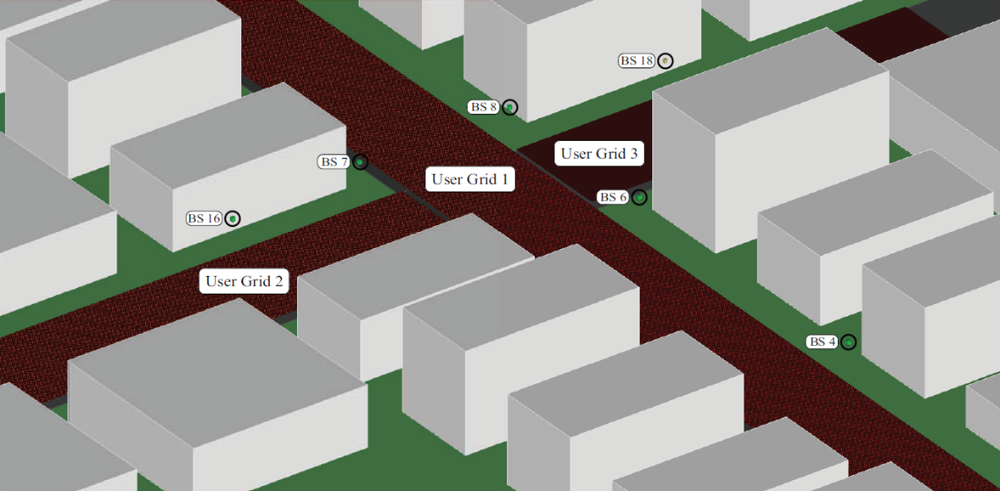 BS 18
BS 8
User Grid 3
BS 7
User Grid 1
BS 6
BS 16
User Grid 2
BS 4